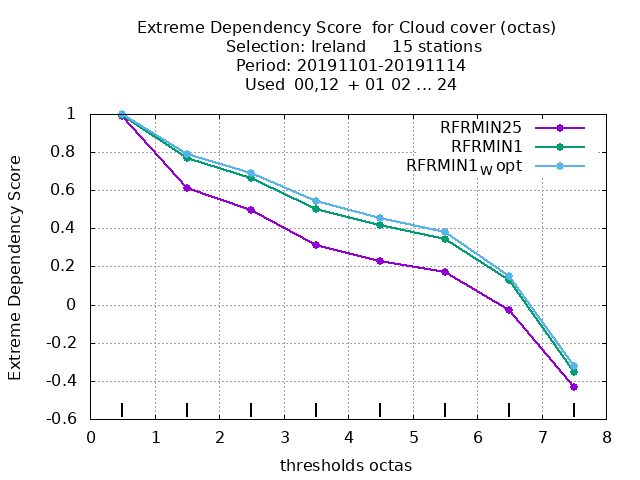 Extreme Dependency Score  for Cloud cover (octas)
Selection: Ireland     15 stations
Period: 20191101-20191114
Used  00,12  + 01 02 ... 24
RFRMIN25
RFRMIN1
RFRMIN1W opt
Extreme Dependency Score
1
0.8
0.6
0.4
0.2
0
-0.2
-0.4
-0.6
0 1 2 3 4 5 6 7 8
thresholds octas